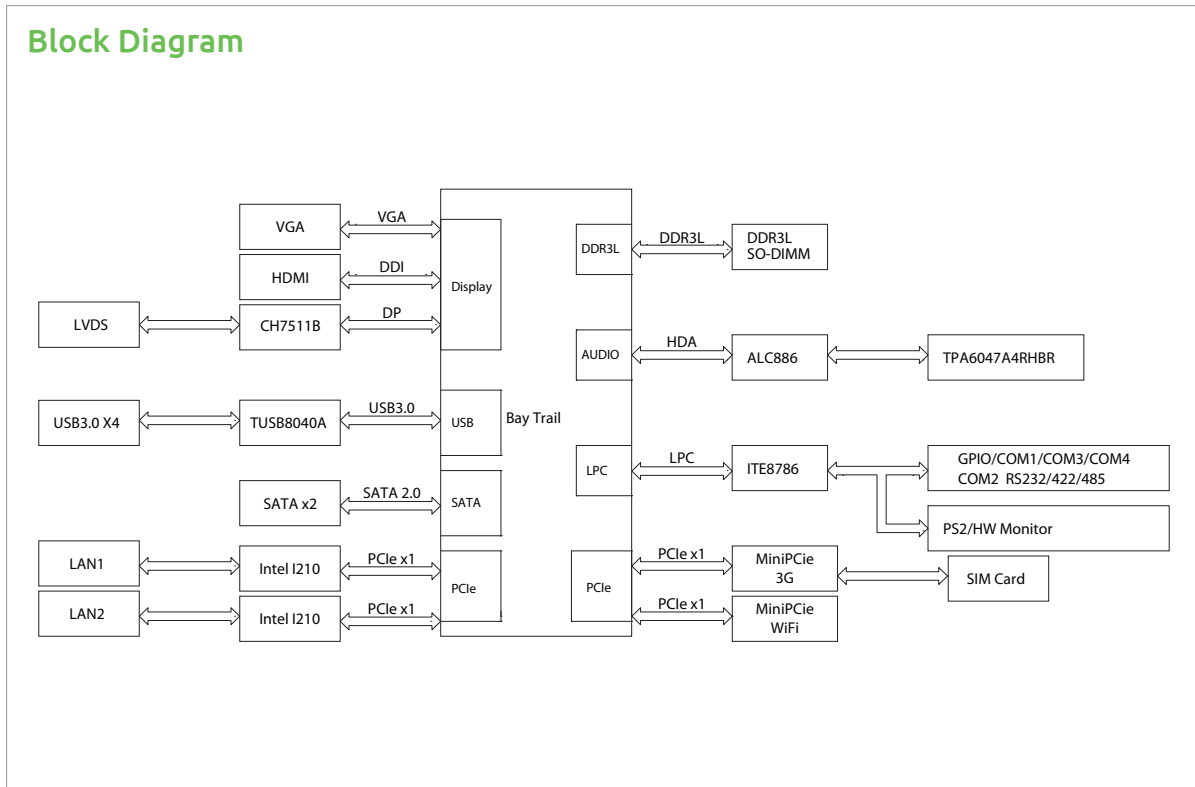 Block Diagram
VGA
VGA
HDMI
DDI
Display
LVDS
CH7511B
DP
USB3.0 X4
TUSB8040A
USB3.0
USB
Bay Trail
SATA x2
SATA 2.0
SATA
LAN1
Intel I210
PCIe x1
PCIe
LAN2
Intel I210
PCIe x1
DDR3L
DDR3L
DDR3L
SO-DIMM
AUDIO
HDA
ALC886
TPA6047A4RHBR
LPC
LPC
ITE8786
GPIO/COM1/COM3/COM4
COM2 RS232/422/485
PS2/HW Monitor
PCIe
PCIe x1
MiniPCie
3G
SIM Card
PCIe x1
MiniPCie
WiFi